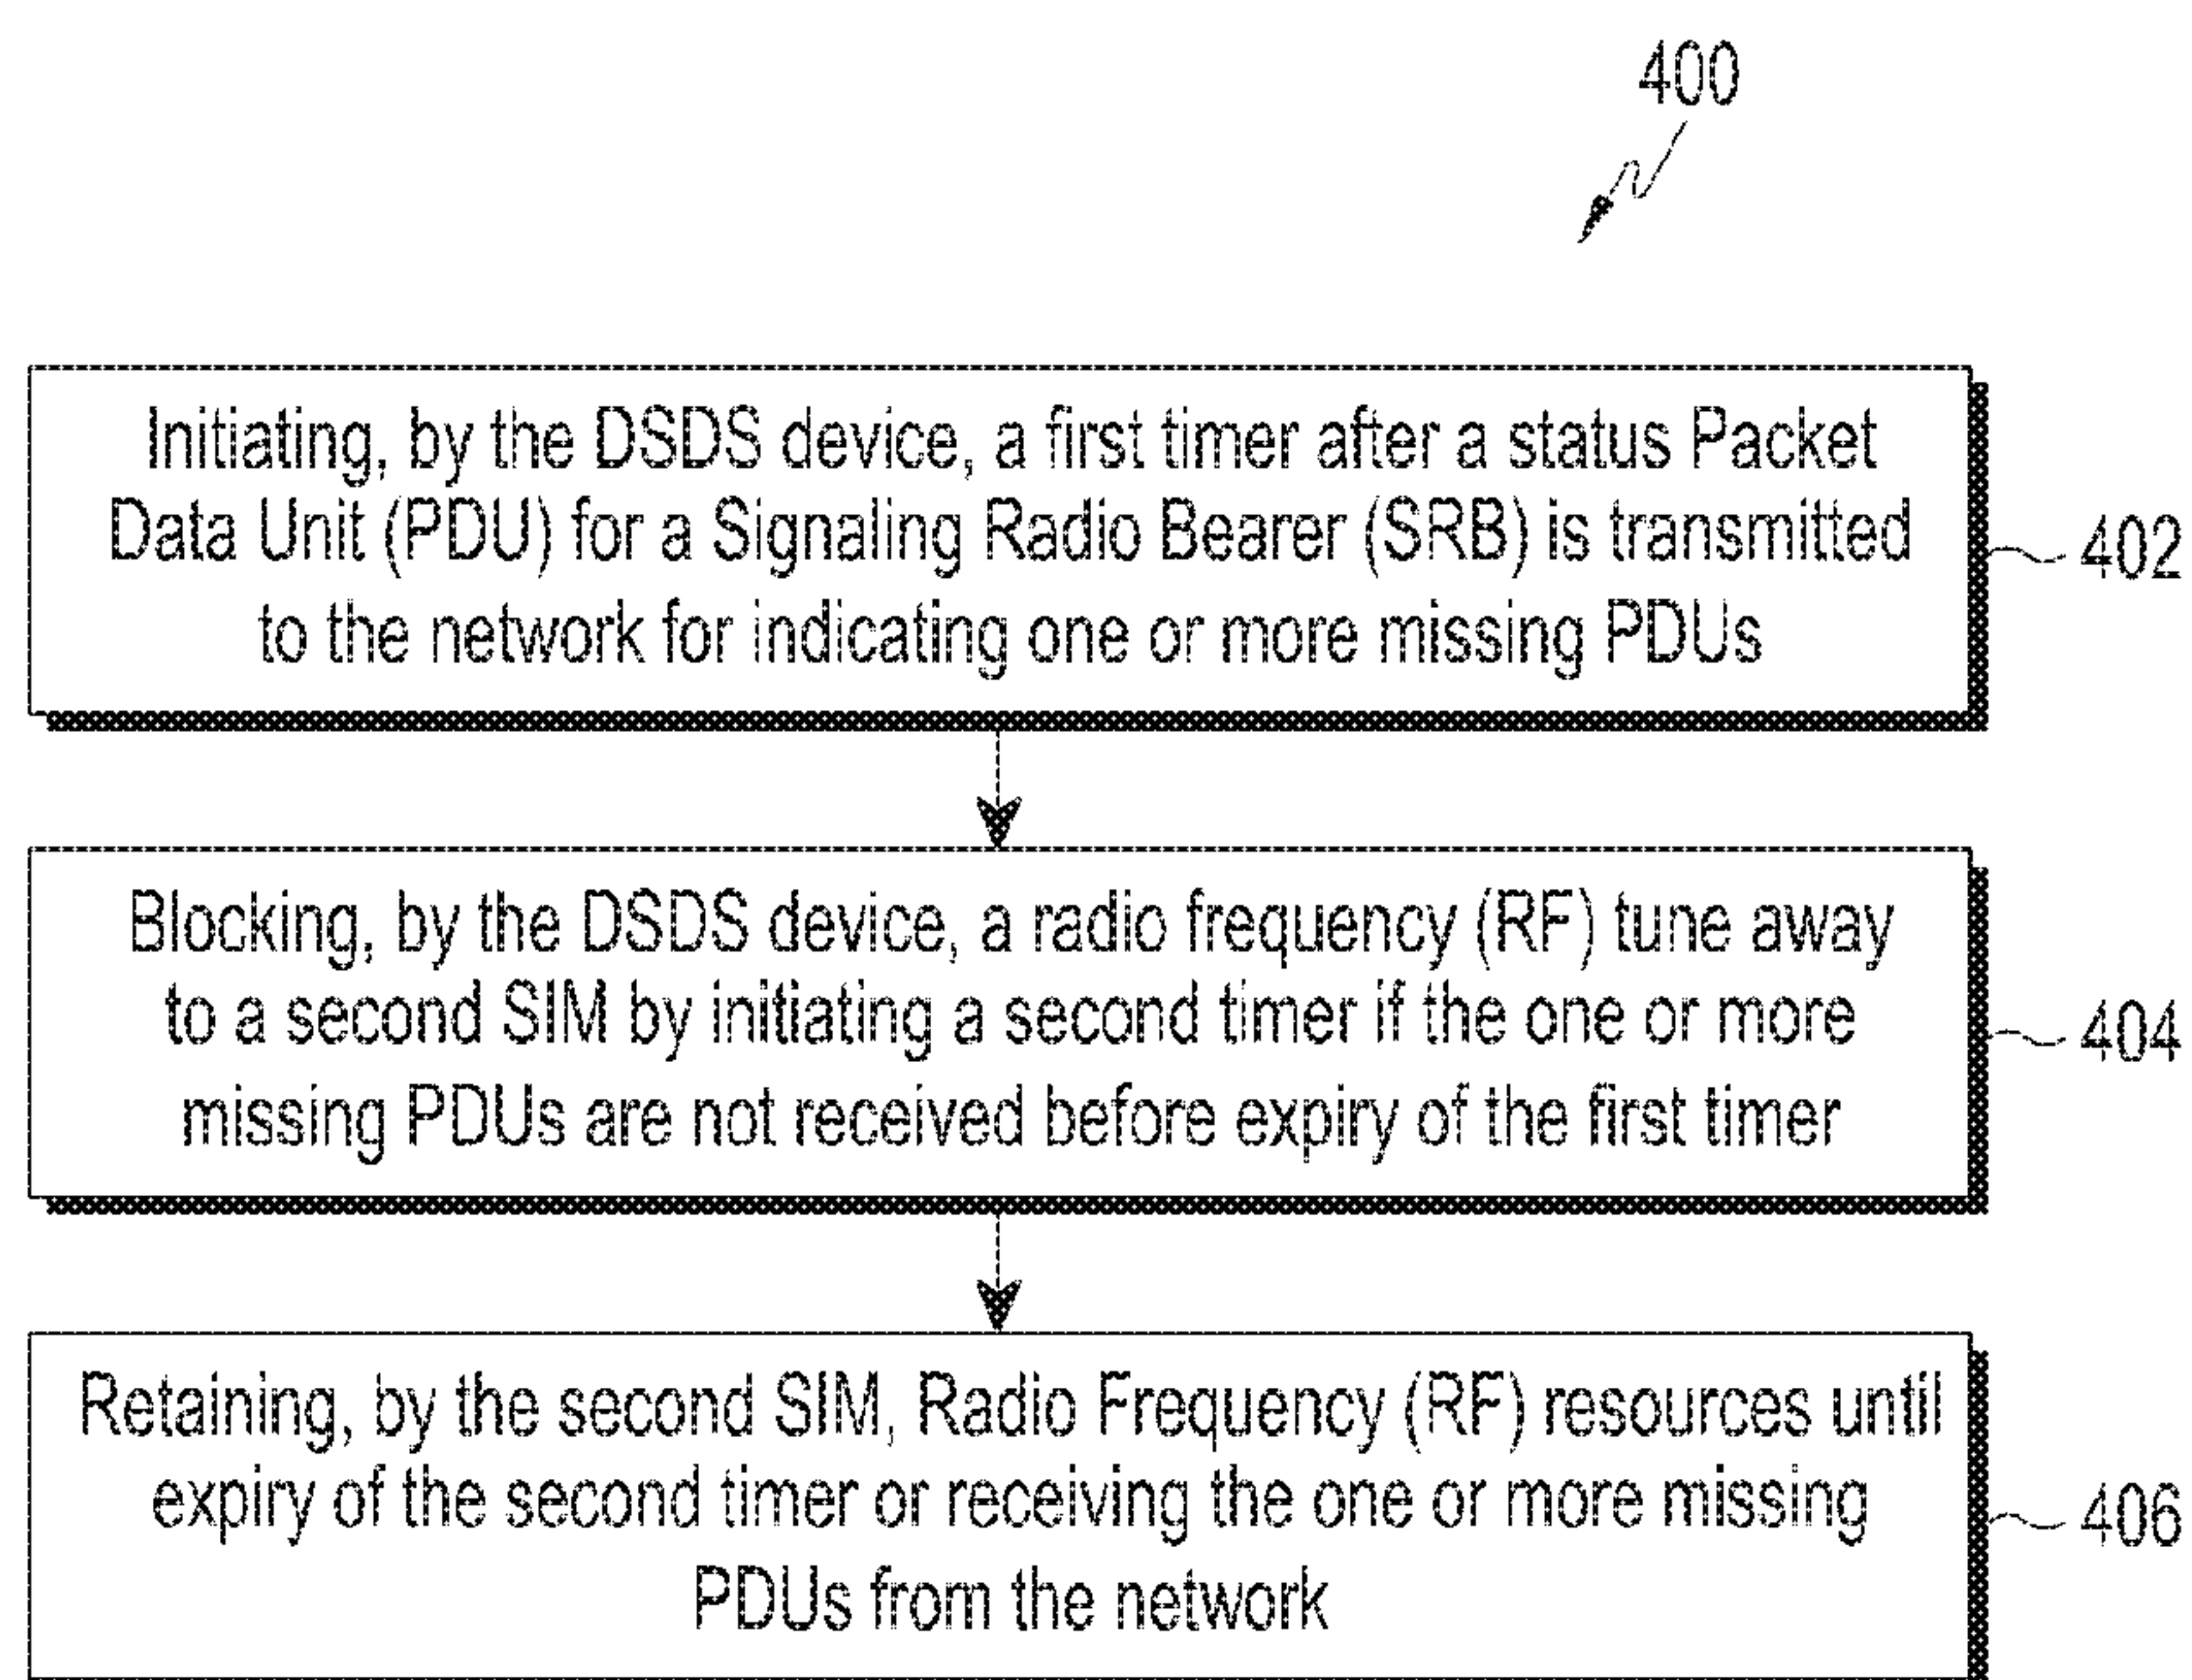 400
Initiating, by the DSDS device, a first timer after a status Packet
Data Unit (PDU) for a Signaling Radio Bearer (SRB) is transmitted
to the network for indicating one or more missing PDUs
402
Blocking, by the DSDS device, a radio frequency (RF) tune away
to a second SIM by initiating a second timer if the one or more
missing PDUs are not received before expiry of the first timer
404
Retaining, by the second SIM, Radio Frequency (RF) resources until
expiry of the second timer or receiving the one or more missing
PDUs from the network
406